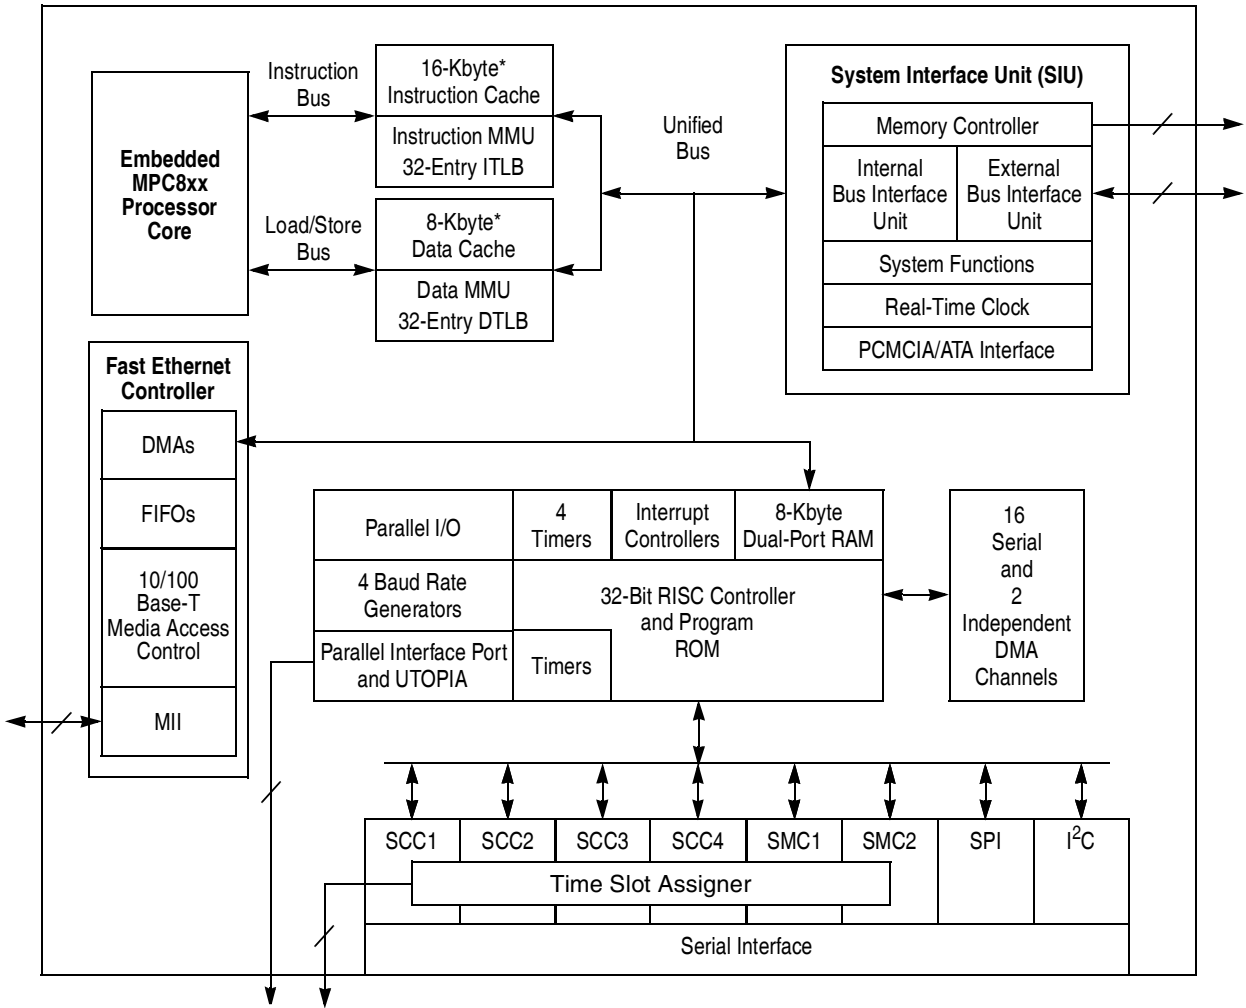 Embedded
MPC8xx
Processor
Core
Instruction
Bus
Load/Store
Bus
16-Kbyte*
Instruction Cache
Instruction MMU
32-Entry ITLB
8-Kbyte*
Data Cache
Data MMU
32-Entry DTLB
Unified
Bus
System Interface Unit (SIU)
Memory Controller
Internal
Bus Interface
Unit
External
Bus Interface
Unit
System Functions
Real-Time Clock
PCMCIA/ATA Interface
Fast Ethernet
Controller
DMAs
FIFOs
10/100
Base-T
Media Access
Control
MII
Parallel I/O
4
Timers
Interrupt
Controllers
8-Kbyte
Dual-Port RAM
4 Baud Rate
Generators
32-Bit RISC Controller
and Program
ROM
Parallel Interface Port
and UTOPIA
Timers
16
Serial
and
2
Independent
DMA
Channels
SCC1
SCC2
SCC3
SCC4
SMC1
SMC2
SPI
I²C
Time Slot Assigner
Serial Interface